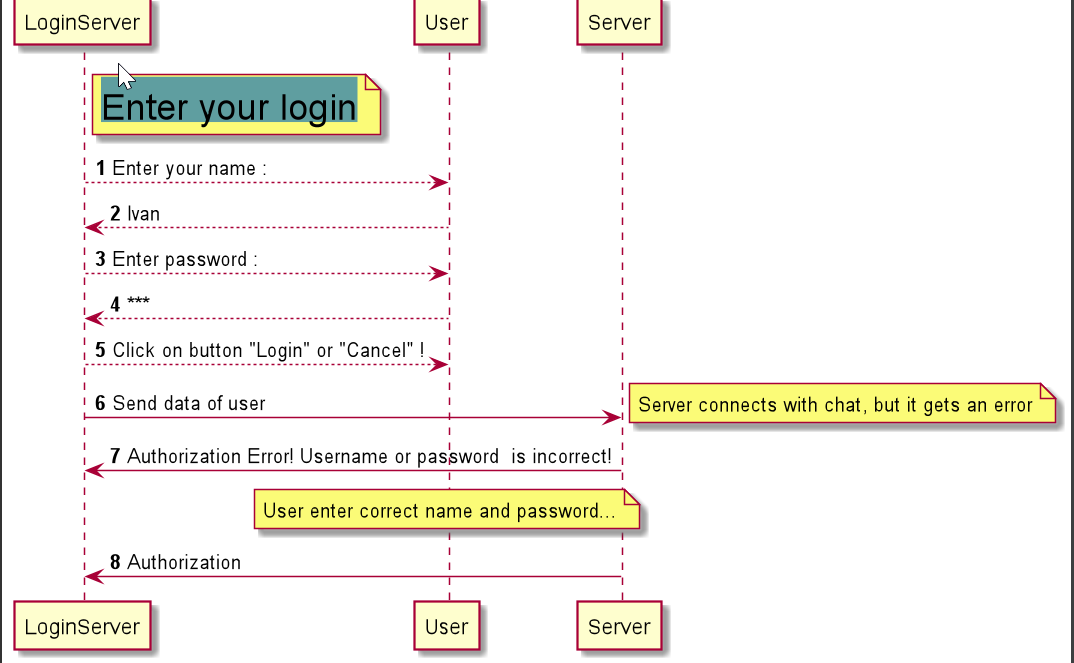 LoginServer User Server
Enter your login
1 Enter your name :
2 Ivan
3 Enter password :
4 ***
5 Click on button "Login" or "Cancel" !
6 Send data of user
Server connects with chat, but it gets an error
7 Authorization Error! Username or password  is incorrect!
User enter correct name and password...
8 Authorization
LoginServer User Server